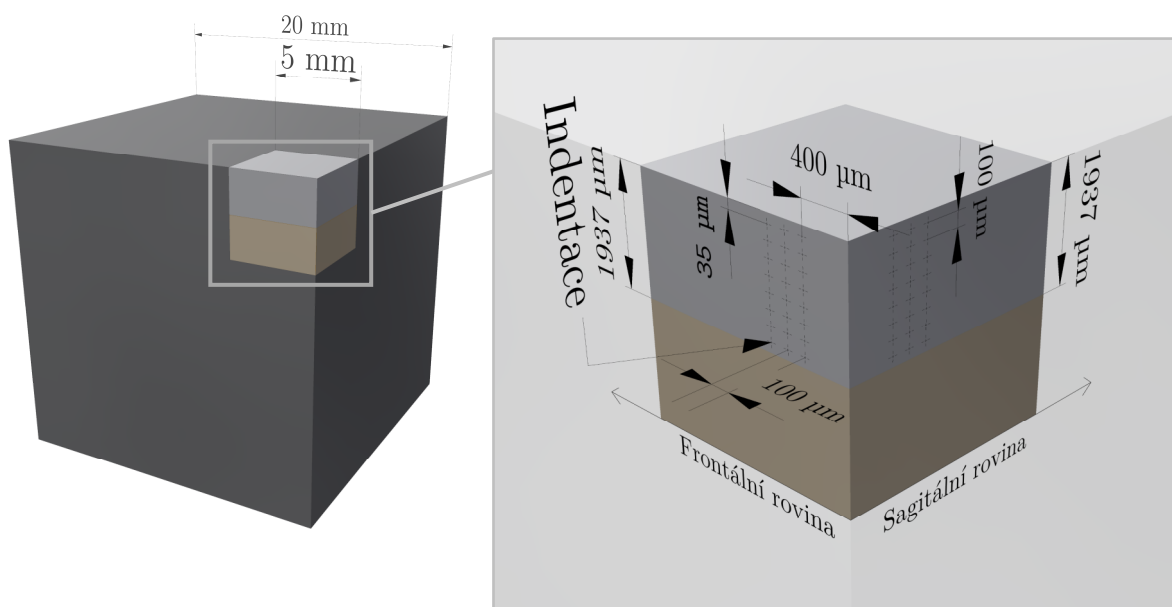 20 mm
5 mm
Indentace
1937 µm
35 µm
400 µm
100 µm
1937 µm
100 µm
Frontální rovina
Sagitální rovina